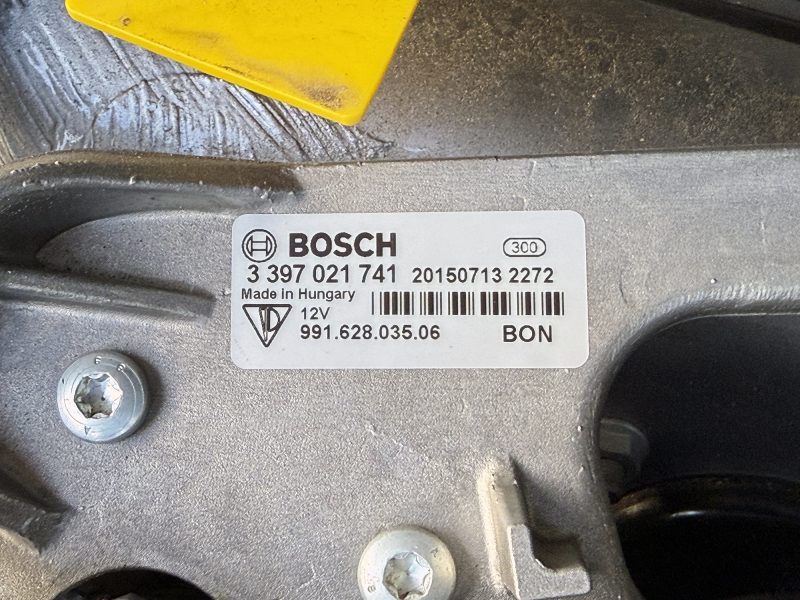 BOSCH 300
3 397 021 741 20150713 2272
Made in Hungary
12V
991.628.035.06 BON